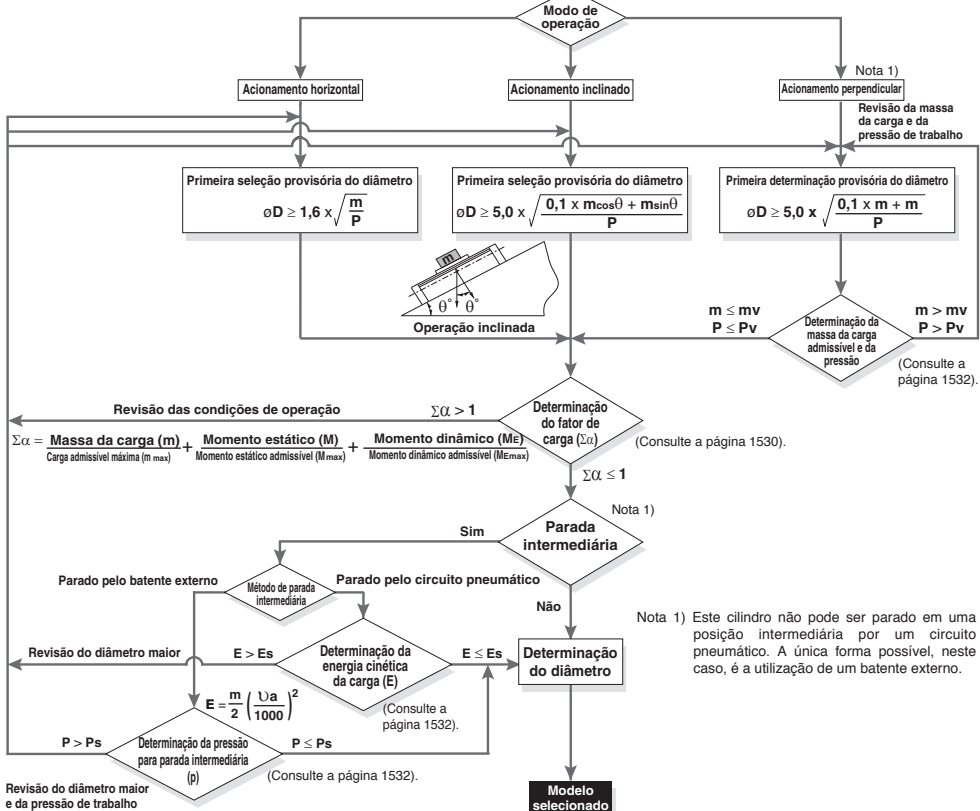 Modo de
operação
Nota 1)
Acionamento horizontal
Acionamento inclinado
Acionamento perpendicular
Revisão da massa
da carga e da
pressão de trabalho
Primeira seleção provisória do diâmetro
øD ≥ 1,6 x √(m/P)
Primeira seleção provisória do diâmetro
øD ≥ 5,0 x √((0,1 x mcosθ + msinθ)/P)
Primeira determinação provisória do diâmetro
øD ≥ 5,0 x √((0,1 x m + m)/P)
m
θ° θ°
Operação inclinada
m ≤ mv
P ≤ Pv
Determinação da
massa da carga
admissível e da
pressão
m > mv
P > Pv
(Consulte a
página 1532).
Revisão das condições de operação
Σα > 1
Determinação
do fator de
carga (Σα)
(Consulte a página 1530).
Σα = Massa da carga (m)/Carga admissível máxima (m max) + Momento estático (M)/Momento estático admissível (M max) + Momento dinâmico (ME)/Momento dinâmico admissível (MEmax)
Σα ≤ 1
Nota 1)
Sim
Parada
intermediária
Parado pelo batente externo
Método de parada
intermediária
Parado pelo circuito pneumático
Não
Nota 1) Este cilindro não pode ser parado em uma
posição intermediária por um circuito
pneumático. A única forma possível, neste
caso, é a utilização de um batente externo.
Revisão do diâmetro maior
E > Es
Determinação da
energia cinética
da carga (E)
E ≤ Es
Determinação
do diâmetro
E = m/2 (Ʋa/1000)²
(Consulte a
página 1532).
P > Ps
Determinação da pressão
para parada intermediária
(p)
P ≤ Ps
(Consulte a página 1532).
Revisão do diâmetro maior
e da pressão de trabalho
Modelo
selecionado